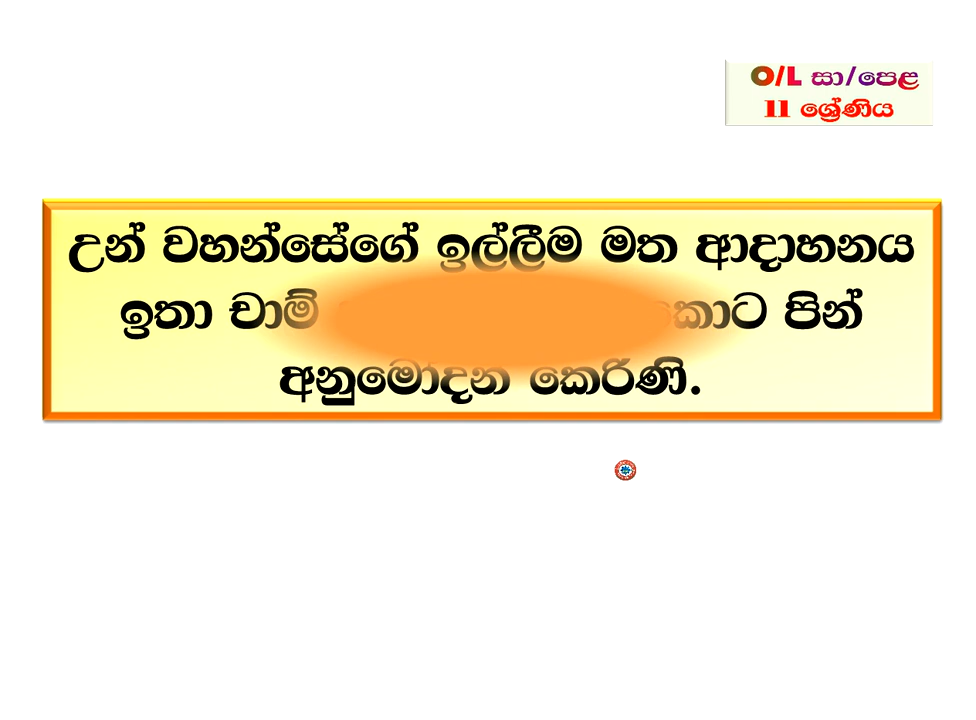 O/L සා/පෙළ
11 ශ්‍රේණිය
උන් වහන්සේගේ ඉල්ලීම මත ආදාහනය
ඉතා චාම් කොට පින්
අනුමෝදන කෙරිණි.